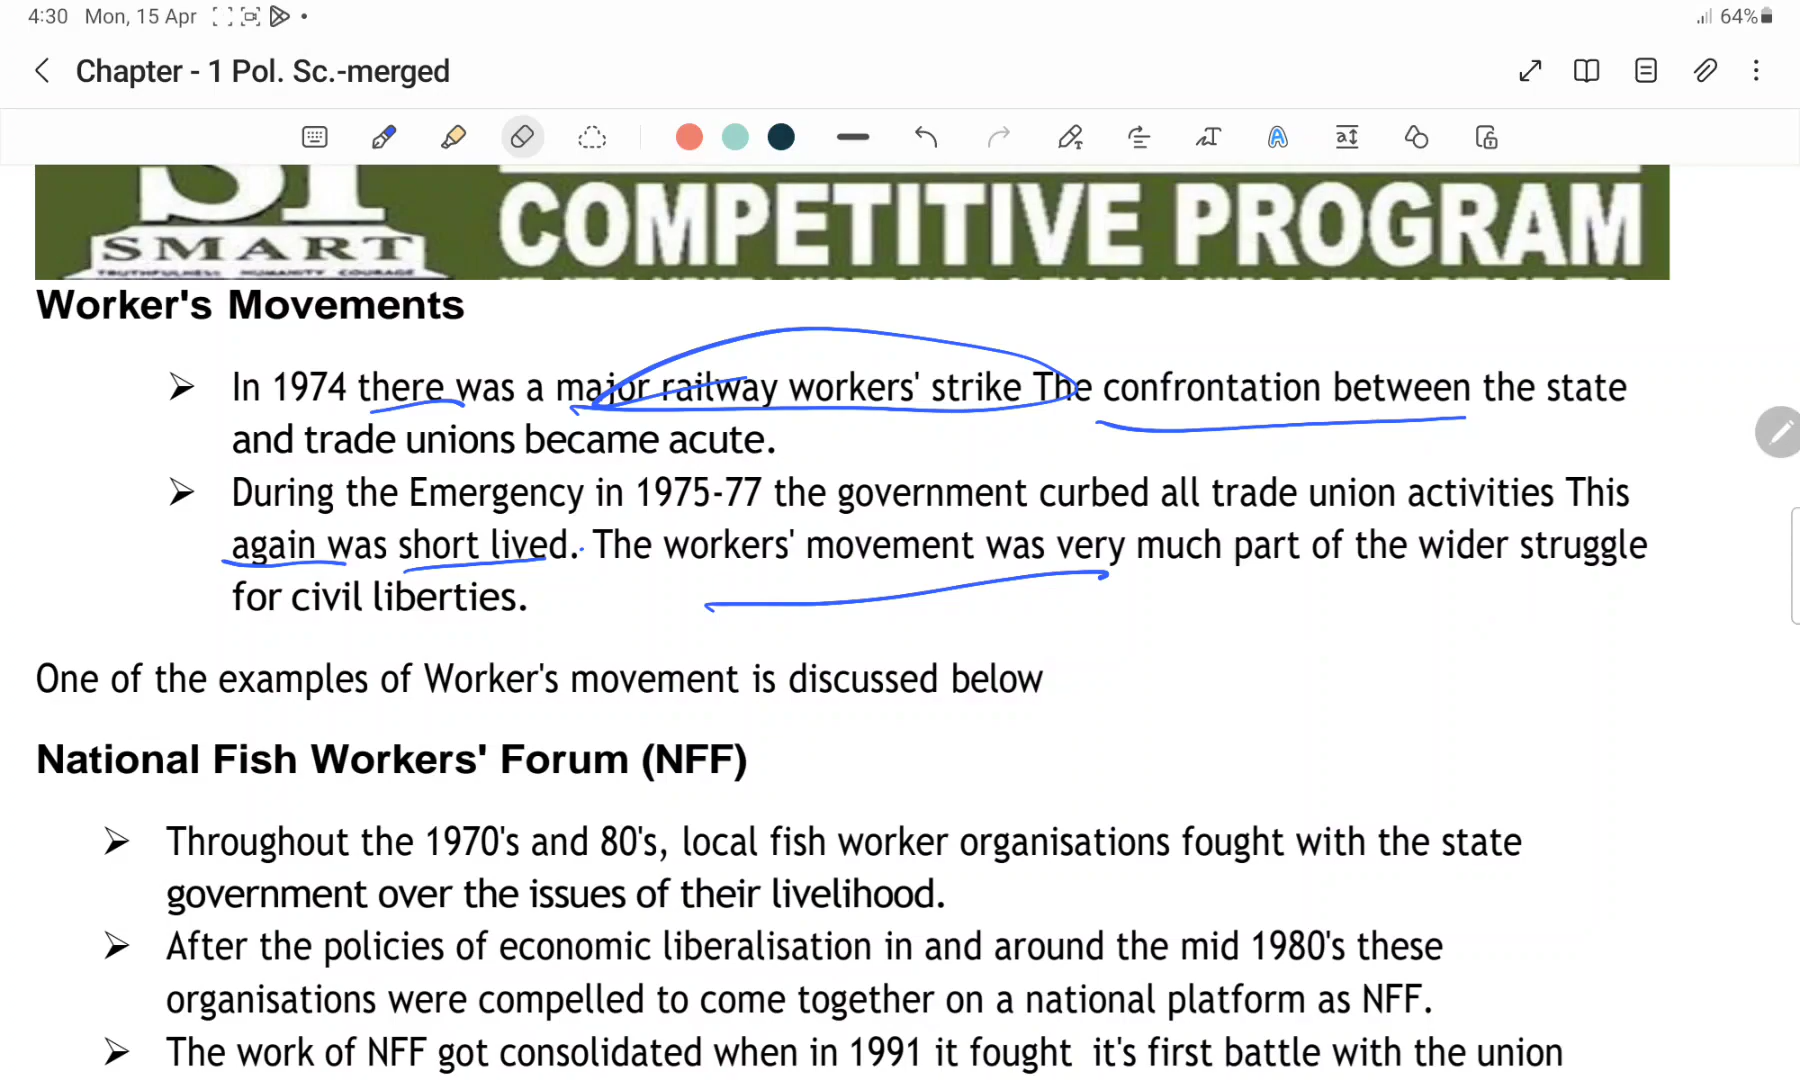 4:30 Mon, 15 Apr
64%
Chapter - 1 Pol. Sc.-merged
SMART
TRUTHFULNESS HUMANITY COURAGE
COMPETITIVE PROGRAM
Worker's Movements
➢ In 1974 there was a major railway workers' strike The confrontation between the state
and trade unions became acute.
➢ During the Emergency in 1975-77 the government curbed all trade union activities This
again was short lived. The workers' movement was very much part of the wider struggle
for civil liberties.
One of the examples of Worker's movement is discussed below
National Fish Workers' Forum (NFF)
➢ Throughout the 1970's and 80's, local fish worker organisations fought with the state
government over the issues of their livelihood.
➢ After the policies of economic liberalisation in and around the mid 1980's these
organisations were compelled to come together on a national platform as NFF.
➢ The work of NFF got consolidated when in 1991 it fought it's first battle with the union